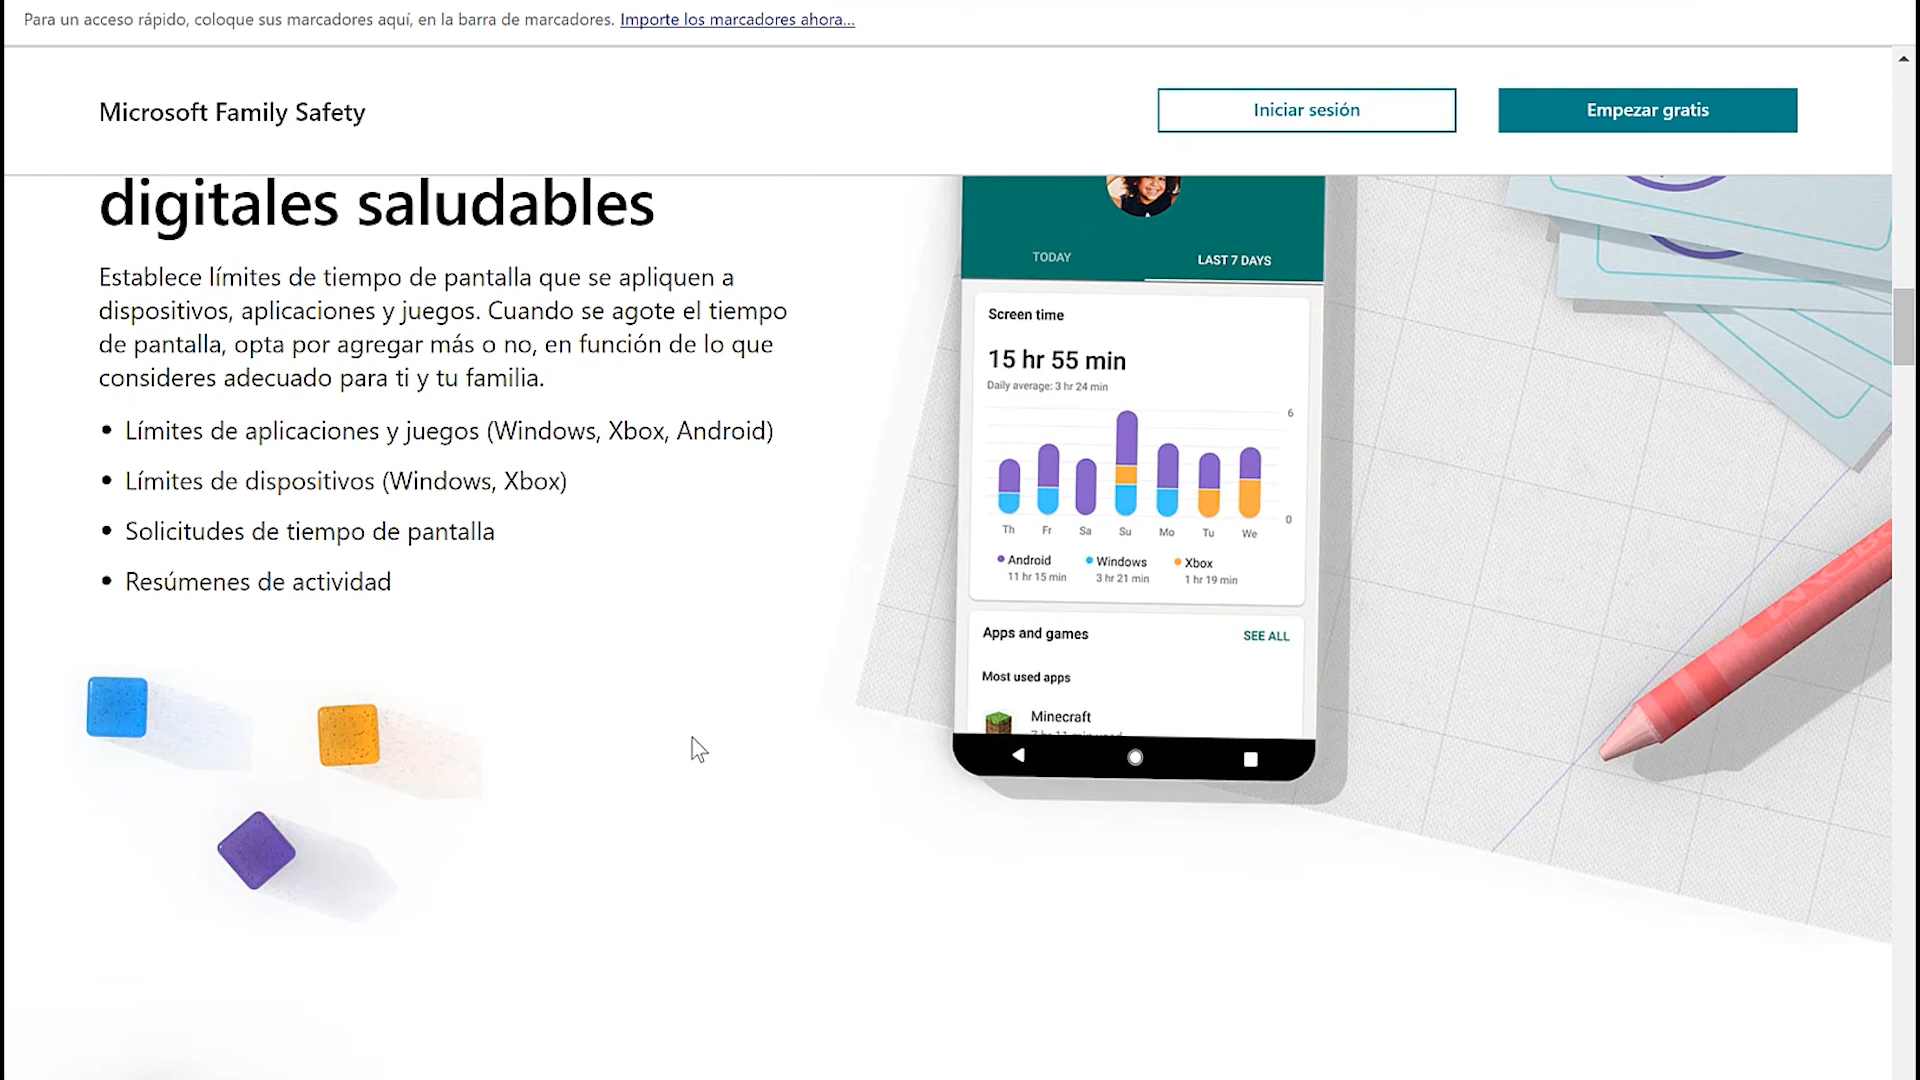 Para un acceso rápido, coloque sus marcadores aquí, en la barra de marcadores. Importe los marcadores ahora...
Microsoft Family Safety
Iniciar sesión
Empezar gratis
digitales saludables
Establece límites de tiempo de pantalla que se apliquen a
dispositivos, aplicaciones y juegos. Cuando se agote el tiempo
de pantalla, opta por agregar más o no, en función de lo que
consideres adecuado para ti y tu familia.
• Límites de aplicaciones y juegos (Windows, Xbox, Android)
• Límites de dispositivos (Windows, Xbox)
• Solicitudes de tiempo de pantalla
• Resúmenes de actividad
TODAY
LAST 7 DAYS
Screen time
15 hr 55 min
Daily average: 3 hr 24 min
6
0
Th Fr Sa Su Mo Tu We
Android Windows Xbox
11 hr 15 min 3 hr 21 min 1 hr 19 min
Apps and games
SEE ALL
Most used apps
Minecraft